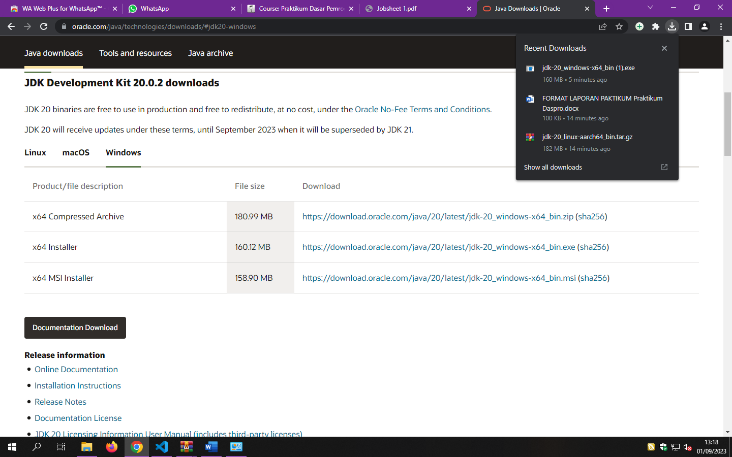 WA Web Plus for WhatsApp™
WhatsApp
Course: Praktikum Dasar Pemro
Jobsheet 1.pdf
Java Downloads | Oracle
oracle.com/java/technologies/downloads/#jdk20-windows
Java downloads
Tools and resources
Java archive
Recent Downloads
jdk-20_windows-x64_bin (1).exe
160 MB • 5 minutes ago
FORMAT LAPORAN PAKTIKUM Praktikum
Daspro.docx
100 KB • 14 minutes ago
jdk-20_linux-aarch64_bin.tar.gz
182 MB • 14 minutes ago
Show all downloads
JDK Development Kit 20.0.2 downloads
JDK 20 binaries are free to use in production and free to redistribute, at no cost, under the Oracle No-Fee Terms and Conditions.
JDK 20 will receive updates under these terms, until September 2023 when it will be superseded by JDK 21.
Linux
macOS
Windows
Product/file description
File size
Download
x64 Compressed Archive
180.99 MB
https://download.oracle.com/java/20/latest/jdk-20_windows-x64_bin.zip (sha256)
x64 Installer
160.12 MB
https://download.oracle.com/java/20/latest/jdk-20_windows-x64_bin.exe (sha256)
x64 MSI Installer
158.90 MB
https://download.oracle.com/java/20/latest/jdk-20_windows-x64_bin.msi (sha256)
Documentation Download
Release information
Online Documentation
Installation Instructions
Release Notes
Documentation License
JDK 20 Licensing Information User Manual (includes third-party licenses)
13:18
01/09/2023